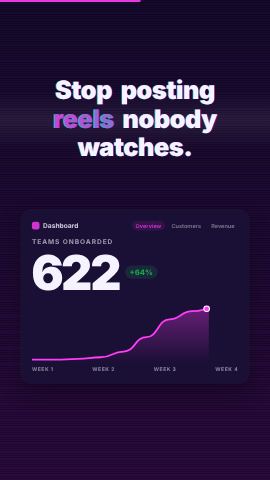 Stop posting
reels nobody
watches.
Dashboard
Overview Customers Revenue
TEAMS ONBOARDED
622 +64%
WEEK 1 WEEK 2 WEEK 3 WEEK 4